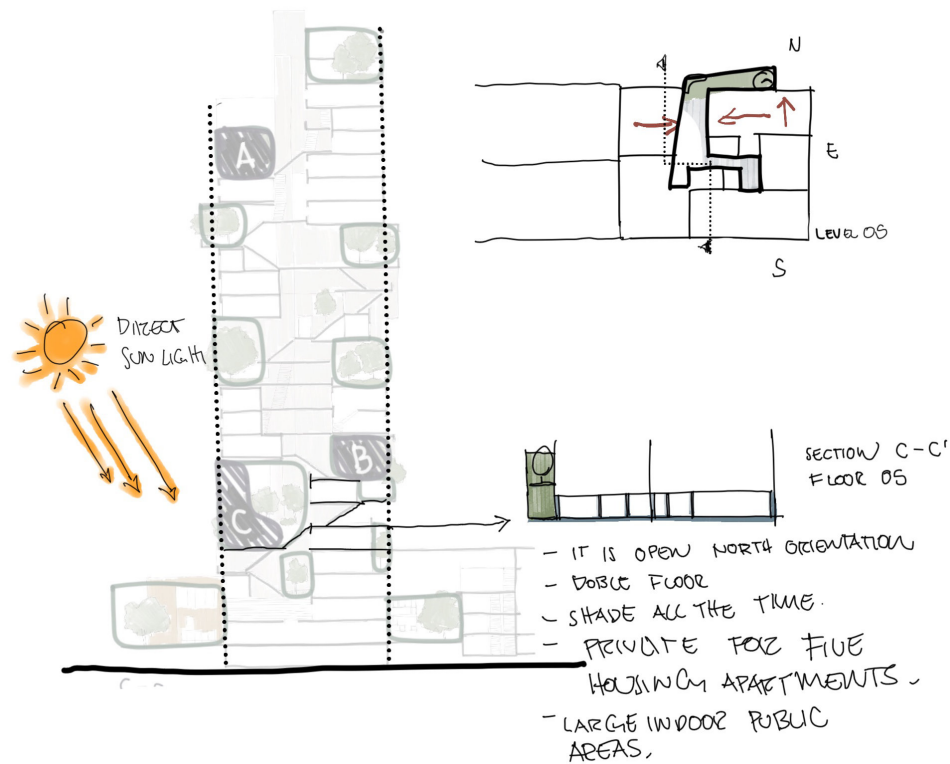 A
DIRECT
SUN LIGHT
B
C
N
E
LEVEL 05
S
SECTION C-C'
FLOOR 05
- IT IS OPEN NORTH ORIENTATION
- DOBLE FLOOR
- SHADE ALL THE TIME.
- PRIVATE FOR FIVE
HOUSING APARTMENTS.
- LARGE INDOOR PUBLIC
AREAS.